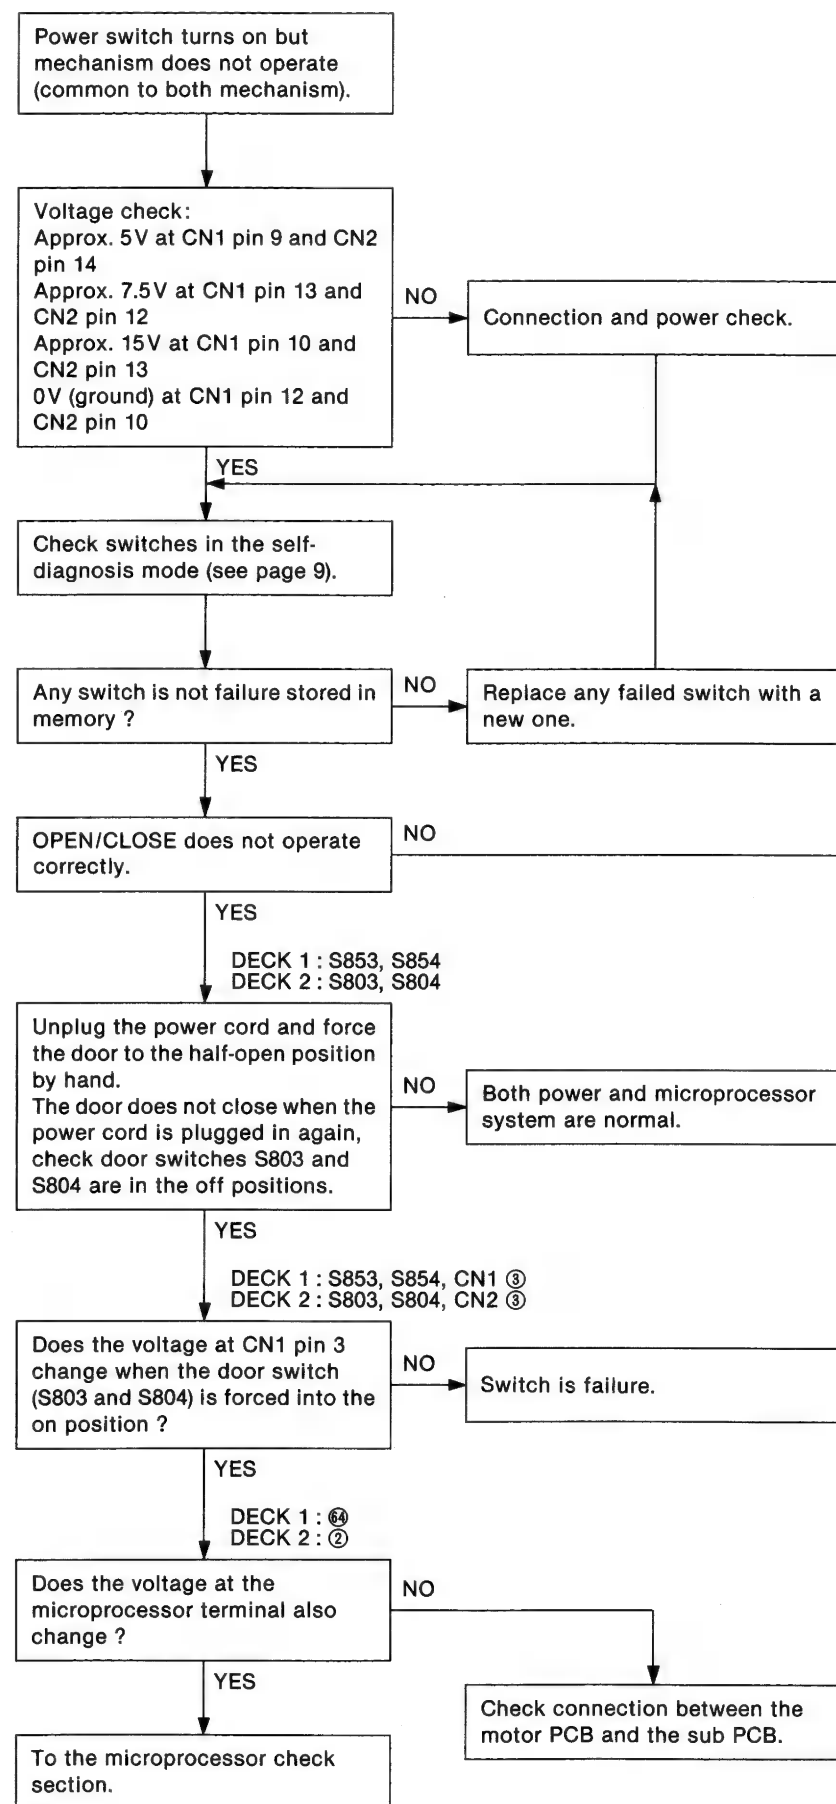 Power switch turns on but
mechanism does not operate
(common to both mechanism).
Voltage check:
Approx. 5V at CN1 pin 9 and CN2
pin 14
Approx. 7.5V at CN1 pin 13 and
CN2 pin 12
Approx. 15V at CN1 pin 10 and
CN2 pin 13
0V (ground) at CN1 pin 12 and
CN2 pin 10
NO
Connection and power check.
YES
Check switches in the self-
diagnosis mode (see page 9).
Any switch is not failure stored in
memory ?
NO
Replace any failed switch with a
new one.
YES
OPEN/CLOSE does not operate
correctly.
NO
YES
DECK 1 : S853, S854
DECK 2 : S803, S804
Unplug the power cord and force
the door to the half-open position
by hand.
The door does not close when the
power cord is plugged in again,
check door switches S803 and
S804 are in the off positions.
NO
Both power and microprocessor
system are normal.
YES
DECK 1 : S853, S854, CN1 ③
DECK 2 : S803, S804, CN2 ③
Does the voltage at CN1 pin 3
change when the door switch
(S803 and S804) is forced into the
on position ?
NO
Switch is failure.
YES
DECK 1 : 64
DECK 2 : ②
Does the voltage at the
microprocessor terminal also
change ?
NO
Check connection between the
motor PCB and the sub PCB.
YES
To the microprocessor check
section.